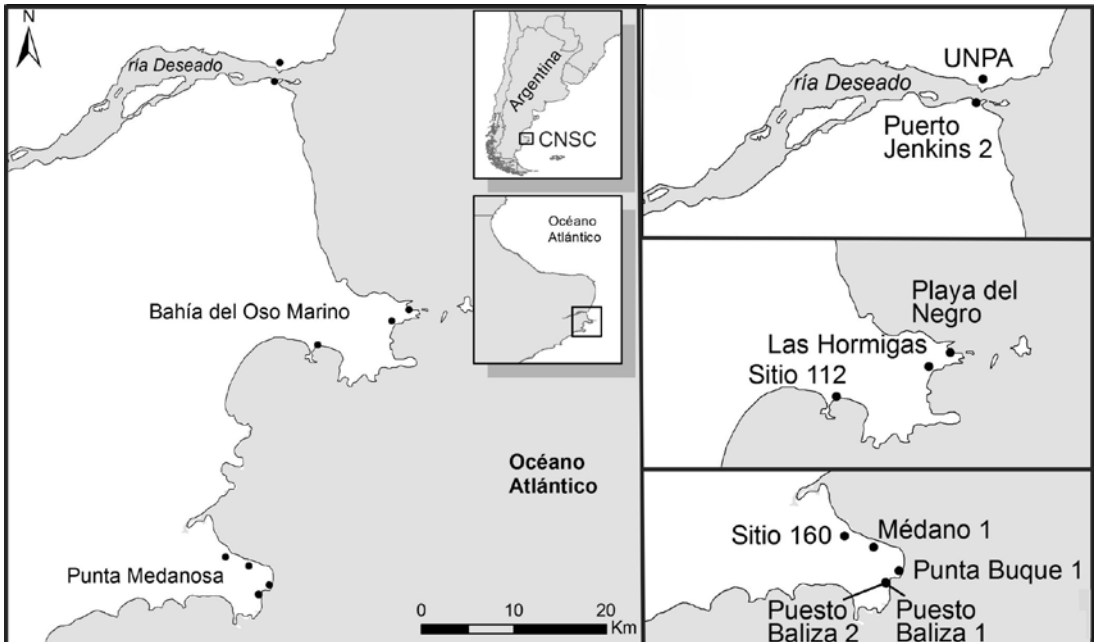 N
ría Deseado
Argentina
CNSC
Océano
Atlántico
Bahía del Oso Marino
Océano
Atlántico
Punta Medanosa
0 10 20
Km
UNPA
ría Deseado
Puerto
Jenkins 2
Playa del
Negro
Las Hormigas
Sitio 112
Sitio 160
Médano 1
Punta Buque 1
Puesto
Baliza 2
Puesto
Baliza 1